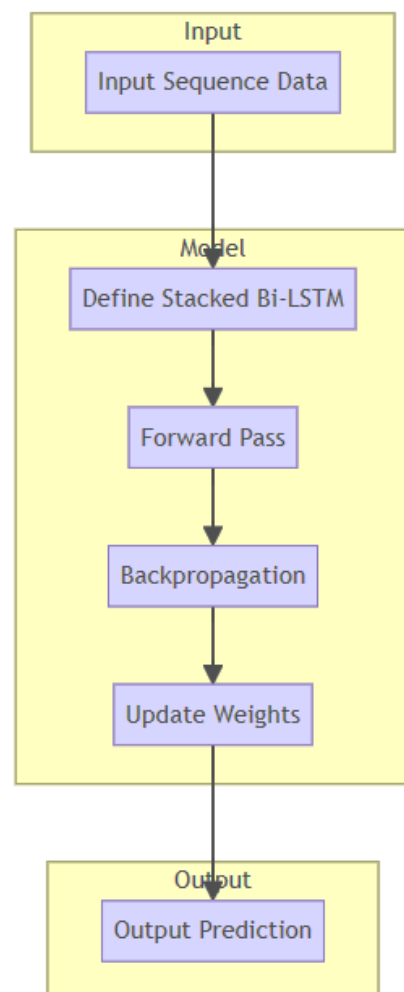 Input
Input Sequence Data
Model
Define Stacked Bi-LSTM
Forward Pass
Backpropagation
Update Weights
Output
Output Prediction